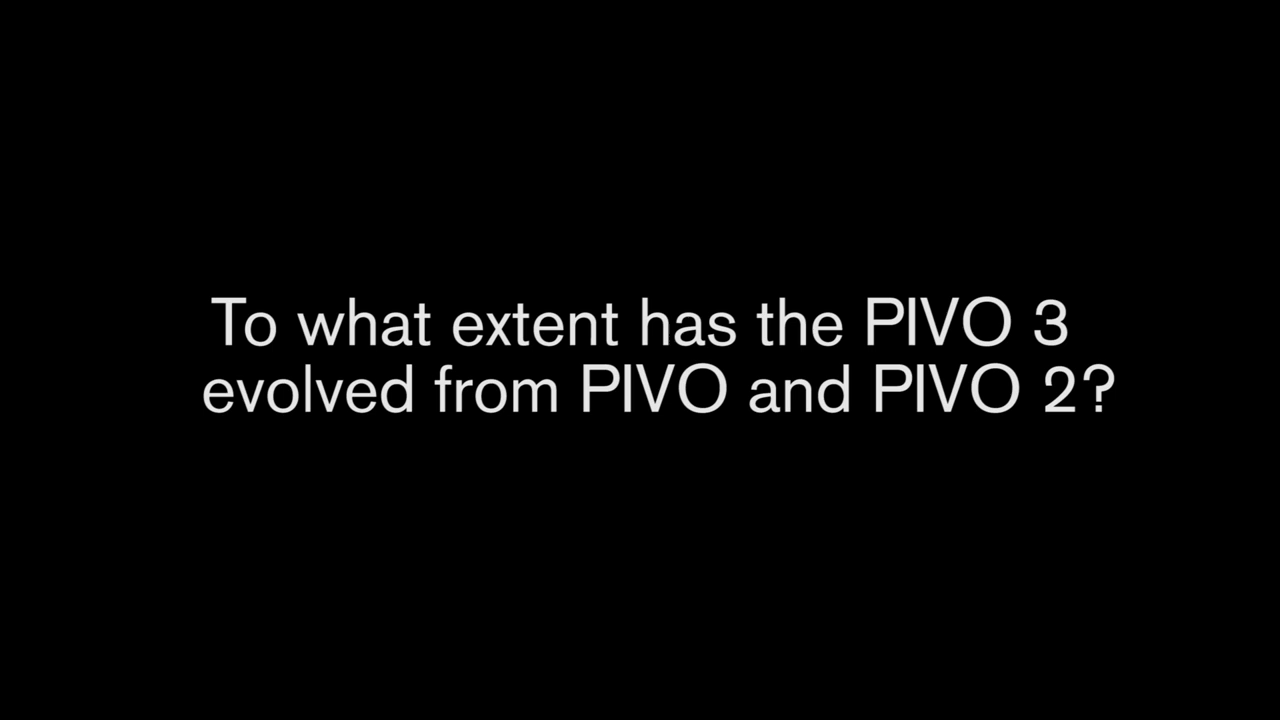 To what extent has the PIVO 3
evolved from PIVO and PIVO 2?